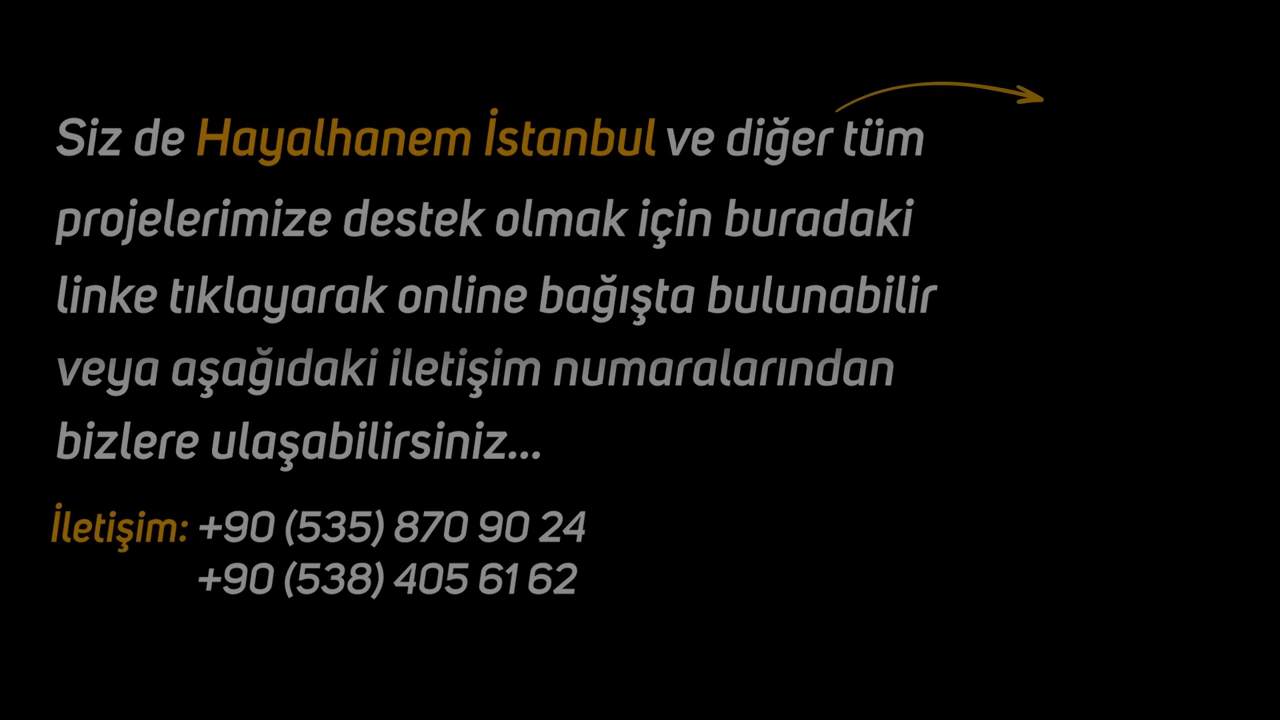 Siz de Hayalhanem İstanbul ve diğer tüm
projelerimize destek olmak için buradaki
linke tıklayarak online bağışta bulunabilir
veya aşağıdaki iletişim numaralarından
bizlere ulaşabilirsiniz...
İletişim: +90 (535) 870 90 24
+90 (538) 405 61 62